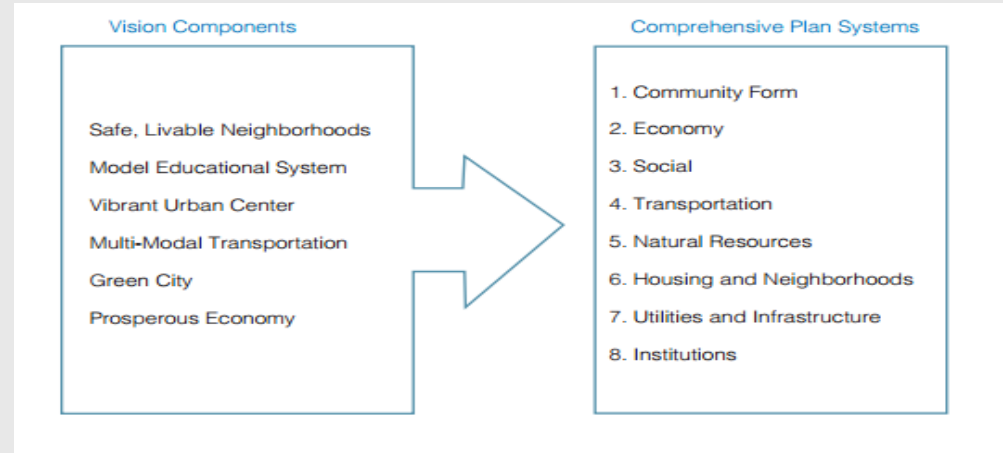 Vision Components
Safe, Livable Neighborhoods
Model Educational System
Vibrant Urban Center
Multi-Modal Transportation
Green City
Prosperous Economy
Comprehensive Plan Systems
1. Community Form
2. Economy
3. Social
4. Transportation
5. Natural Resources
6. Housing and Neighborhoods
7. Utilities and Infrastructure
8. Institutions